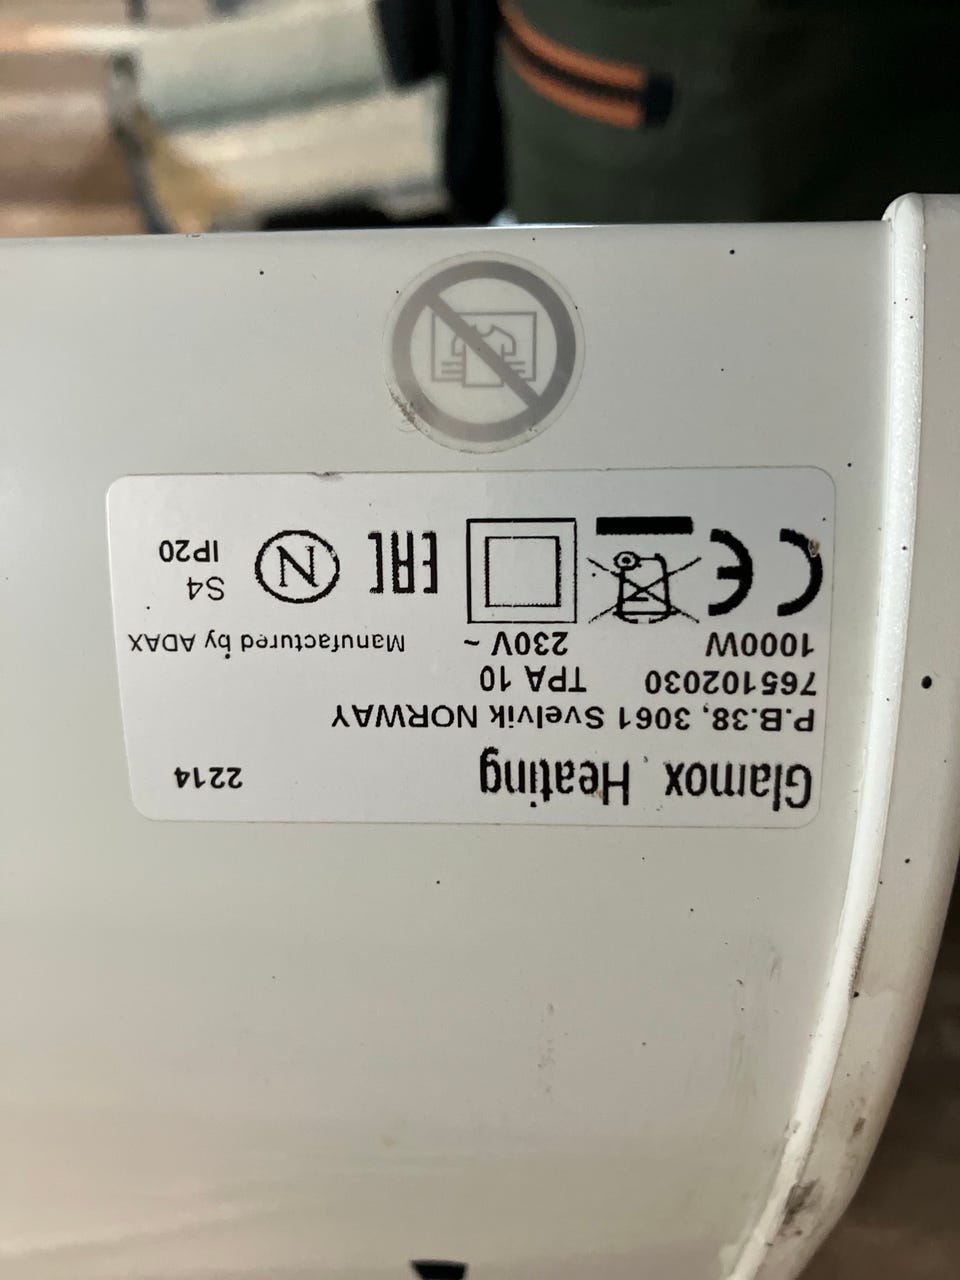 Glamox Heating 2214
P.B.38, 3061 Svelvik NORWAY
765102030 TPA 10
1000W 230V ~ Manufactured by ADAX
CE EAC N S4
IP20